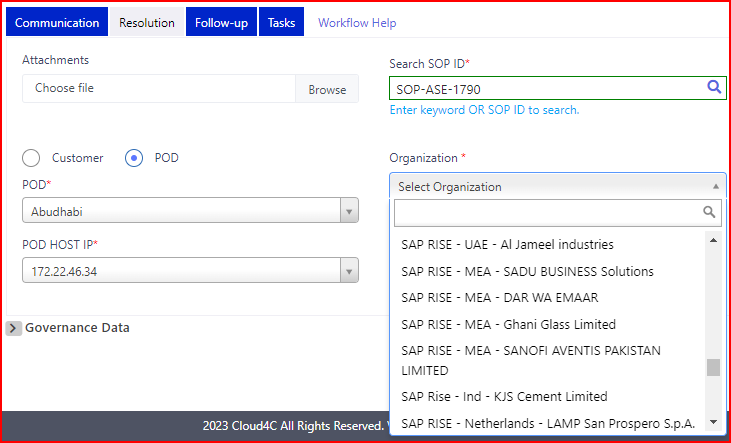 Communication
Resolution
Follow-up
Tasks
Workflow Help
Attachments
Choose file
Browse
Search SOP ID*
SOP-ASE-1790
Enter keyword OR SOP ID to search.
Customer
POD
POD*
Abudhabi
POD HOST IP*
172.22.46.34
Organization *
Select Organization
SAP RISE - UAE - Al Jameel industries
SAP RISE - MEA - SADU BUSINESS Solutions
SAP RISE - MEA - DAR WA EMAAR
SAP RISE - MEA - Ghani Glass Limited
SAP RISE - MEA - SANOFI AVENTIS PAKISTAN
LIMITED
SAP Rise - Ind - KJS Cement Limited
SAP RISE - Netherlands - LAMP San Prospero S.p.A.
Governance Data
2023 Cloud4C All Rights Reserved.